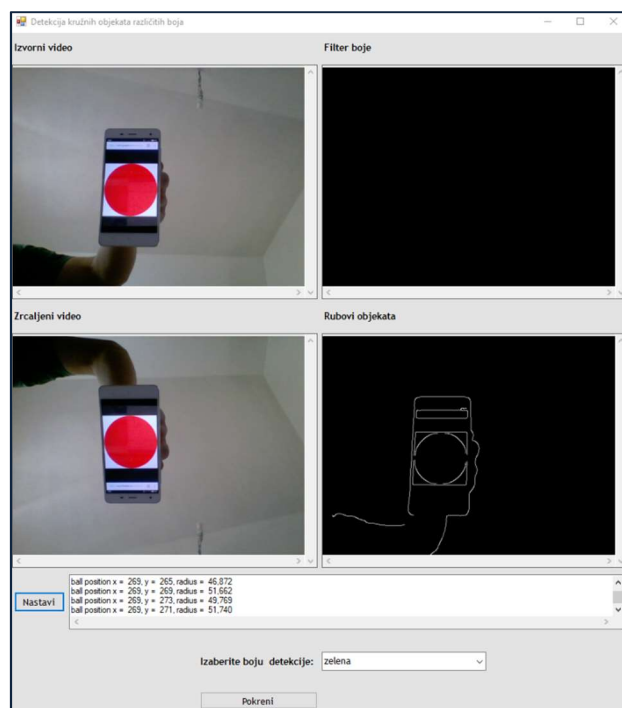 Detekcija kružnih objekata različitih boja
Izvorni video
Filter boje
Zrcaljeni video
Rubovi objekata
Nastavi
ball position x = 269, y = 265, radius = 46,872
ball position x = 269, y = 269, radius = 51,662
ball position x = 269, y = 273, radius = 49,769
ball position x = 269, y = 271, radius = 51,740
Izaberite boju detekcije:
zelena
Pokreni